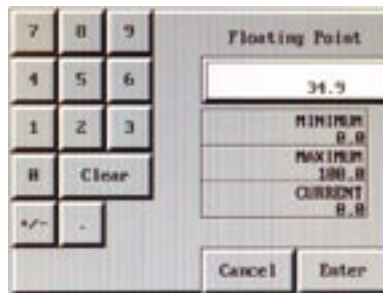 7 8 9
4 5 6
1 2 3
0 Clear
+/- .
Floating Point
34.9
MINIMUM
0.0
MAXIMUM
100.0
CURRENT
0.0
Cancel Enter